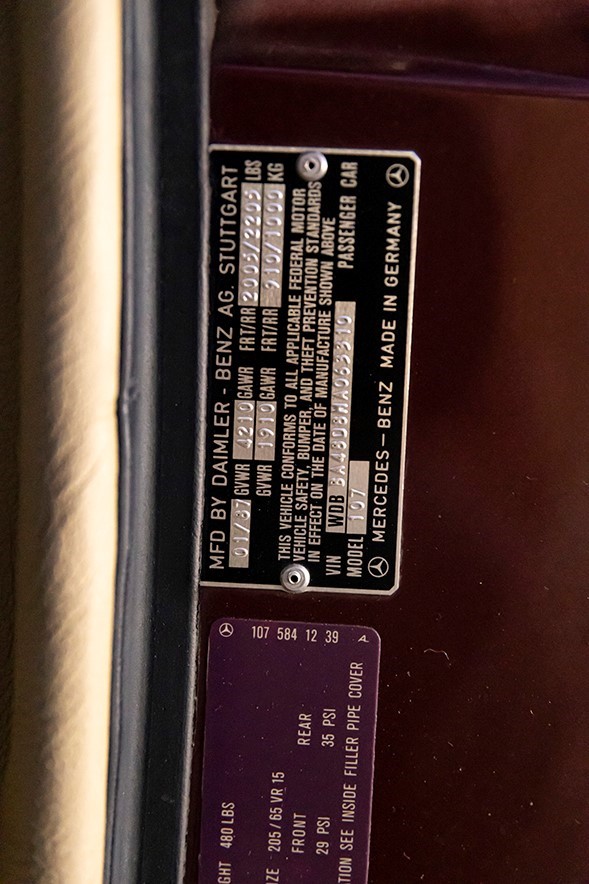 MFD BY DAIMLER - BENZ AG. STUTTGART
01/87 GVWR 4210 GAWR FRT/RR 2005/2205 LBS
GVWR 1910 GAWR FRT/RR 910/1000 KG
THIS VEHICLE CONFORMS TO ALL APPLICABLE FEDERAL MOTOR
VEHICLE SAFETY, BUMPER, AND THEFT PREVENTION STANDARDS
IN EFFECT ON THE DATE OF MANUFACTURE SHOWN ABOVE
VIN WDB BA48D8HA063310 PASSENGER CAR
MODEL 107
MERCEDES-BENZ MADE IN GERMANY
107 584 12 39 A
GHT 480 LBS
ZE 205/65 VR 15
FRONT REAR
29 PSI 35 PSI
TION SEE INSIDE FILLER PIPE COVER